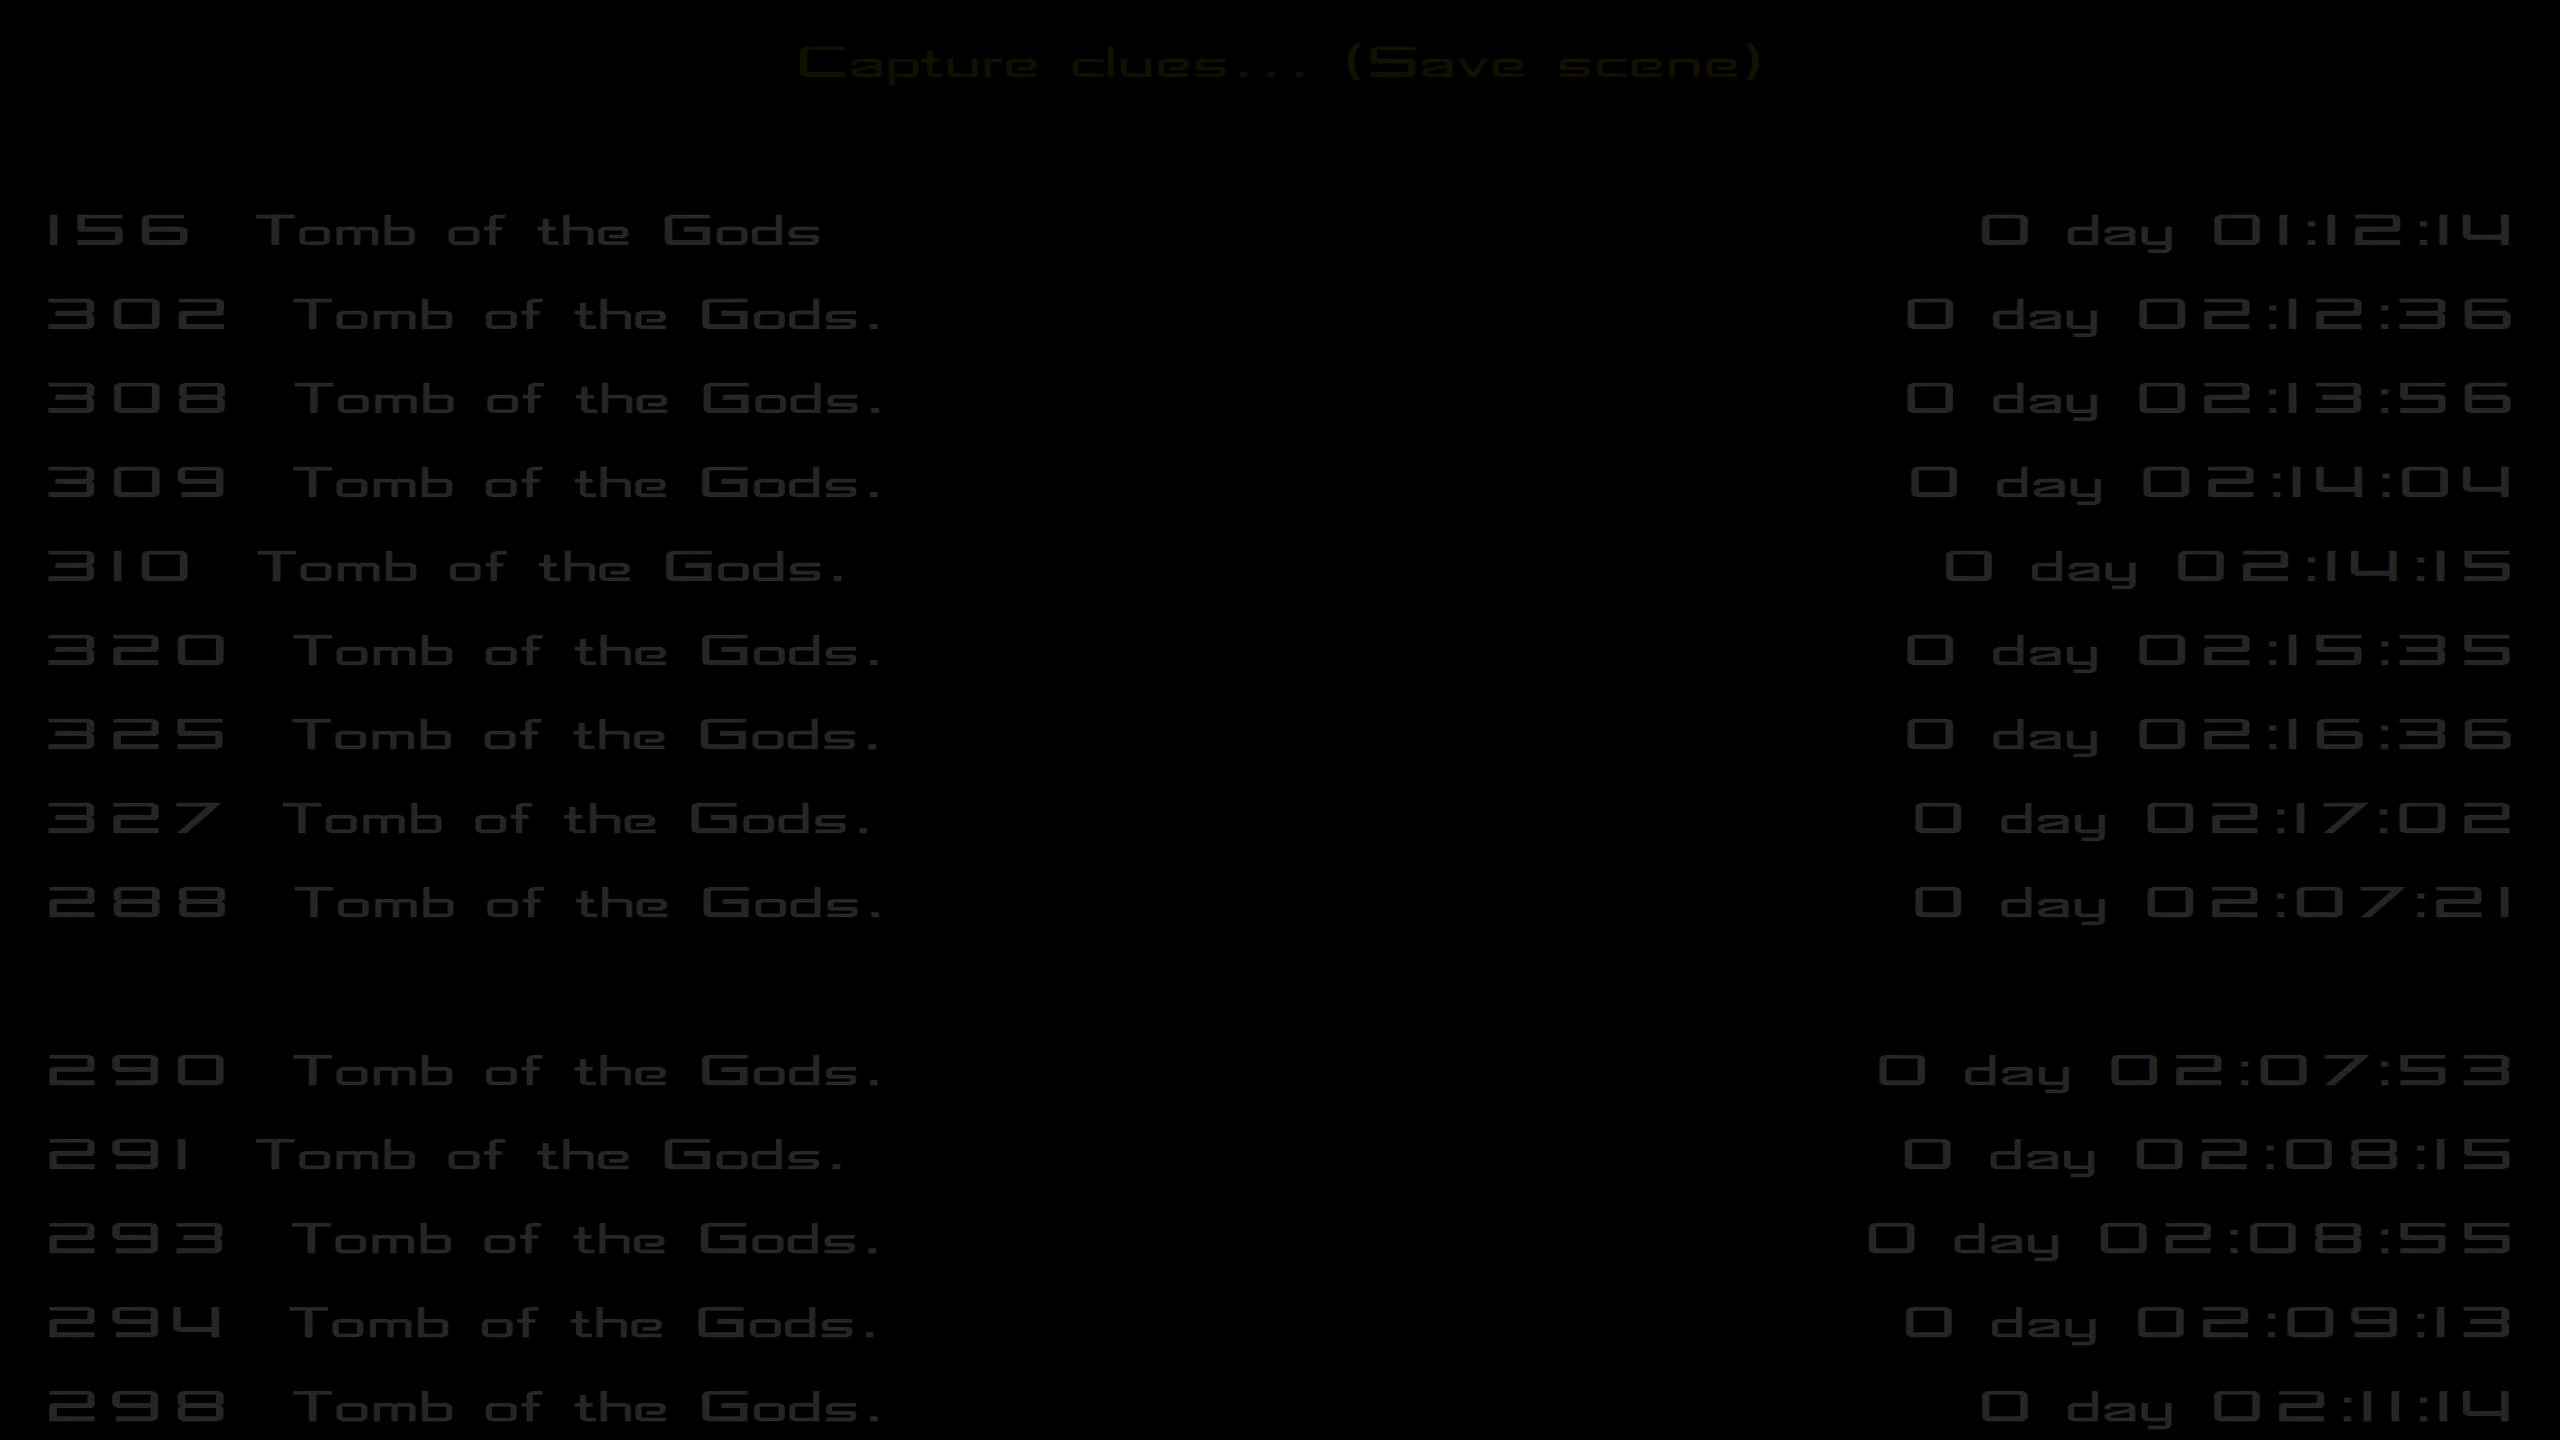 Capture clues... (Save scene)
156 Tomb of the Gods 0 day 01:12:14
302 Tomb of the Gods. 0 day 02:12:36
308 Tomb of the Gods. 0 day 02:13:56
309 Tomb of the Gods. 0 day 02:14:04
310 Tomb of the Gods. 0 day 02:14:15
320 Tomb of the Gods. 0 day 02:15:35
325 Tomb of the Gods. 0 day 02:16:36
327 Tomb of the Gods. 0 day 02:17:02
288 Tomb of the Gods. 0 day 02:07:21
290 Tomb of the Gods. 0 day 02:07:53
291 Tomb of the Gods. 0 day 02:08:15
293 Tomb of the Gods. 0 day 02:08:55
294 Tomb of the Gods. 0 day 02:09:13
298 Tomb of the Gods. 0 day 02:11:14